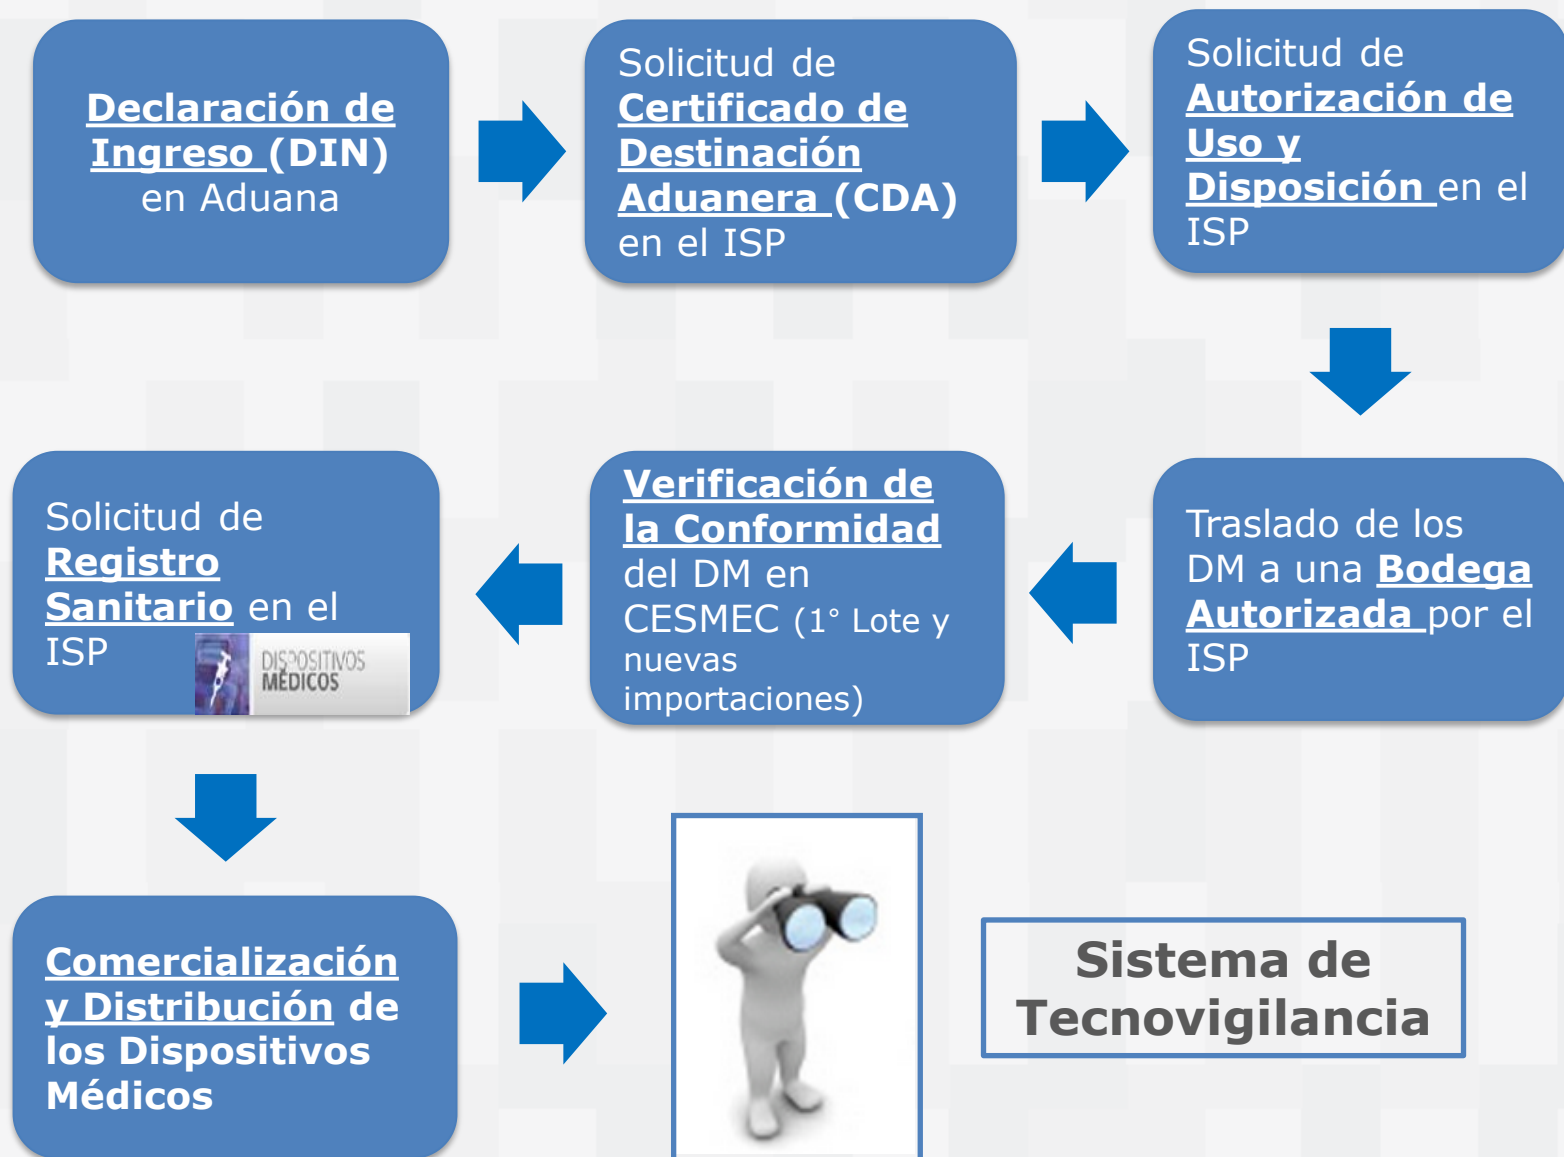 Declaración de
Ingreso (DIN)
en Aduana
Solicitud de
Certificado de
Destinación
Aduanera (CDA)
en el ISP
Solicitud de
Autorización de
Uso y
Disposición en el
ISP
Traslado de los
DM a una Bodega
Autorizada por el
ISP
Verificación de
la Conformidad
del DM en
CESMEC (1° Lote y
nuevas
importaciones)
Solicitud de
Registro
Sanitario en el
ISP
DISPOSITIVOS
MÉDICOS
Comercialización
y Distribución de
los Dispositivos
Médicos
Sistema de
Tecnovigilancia